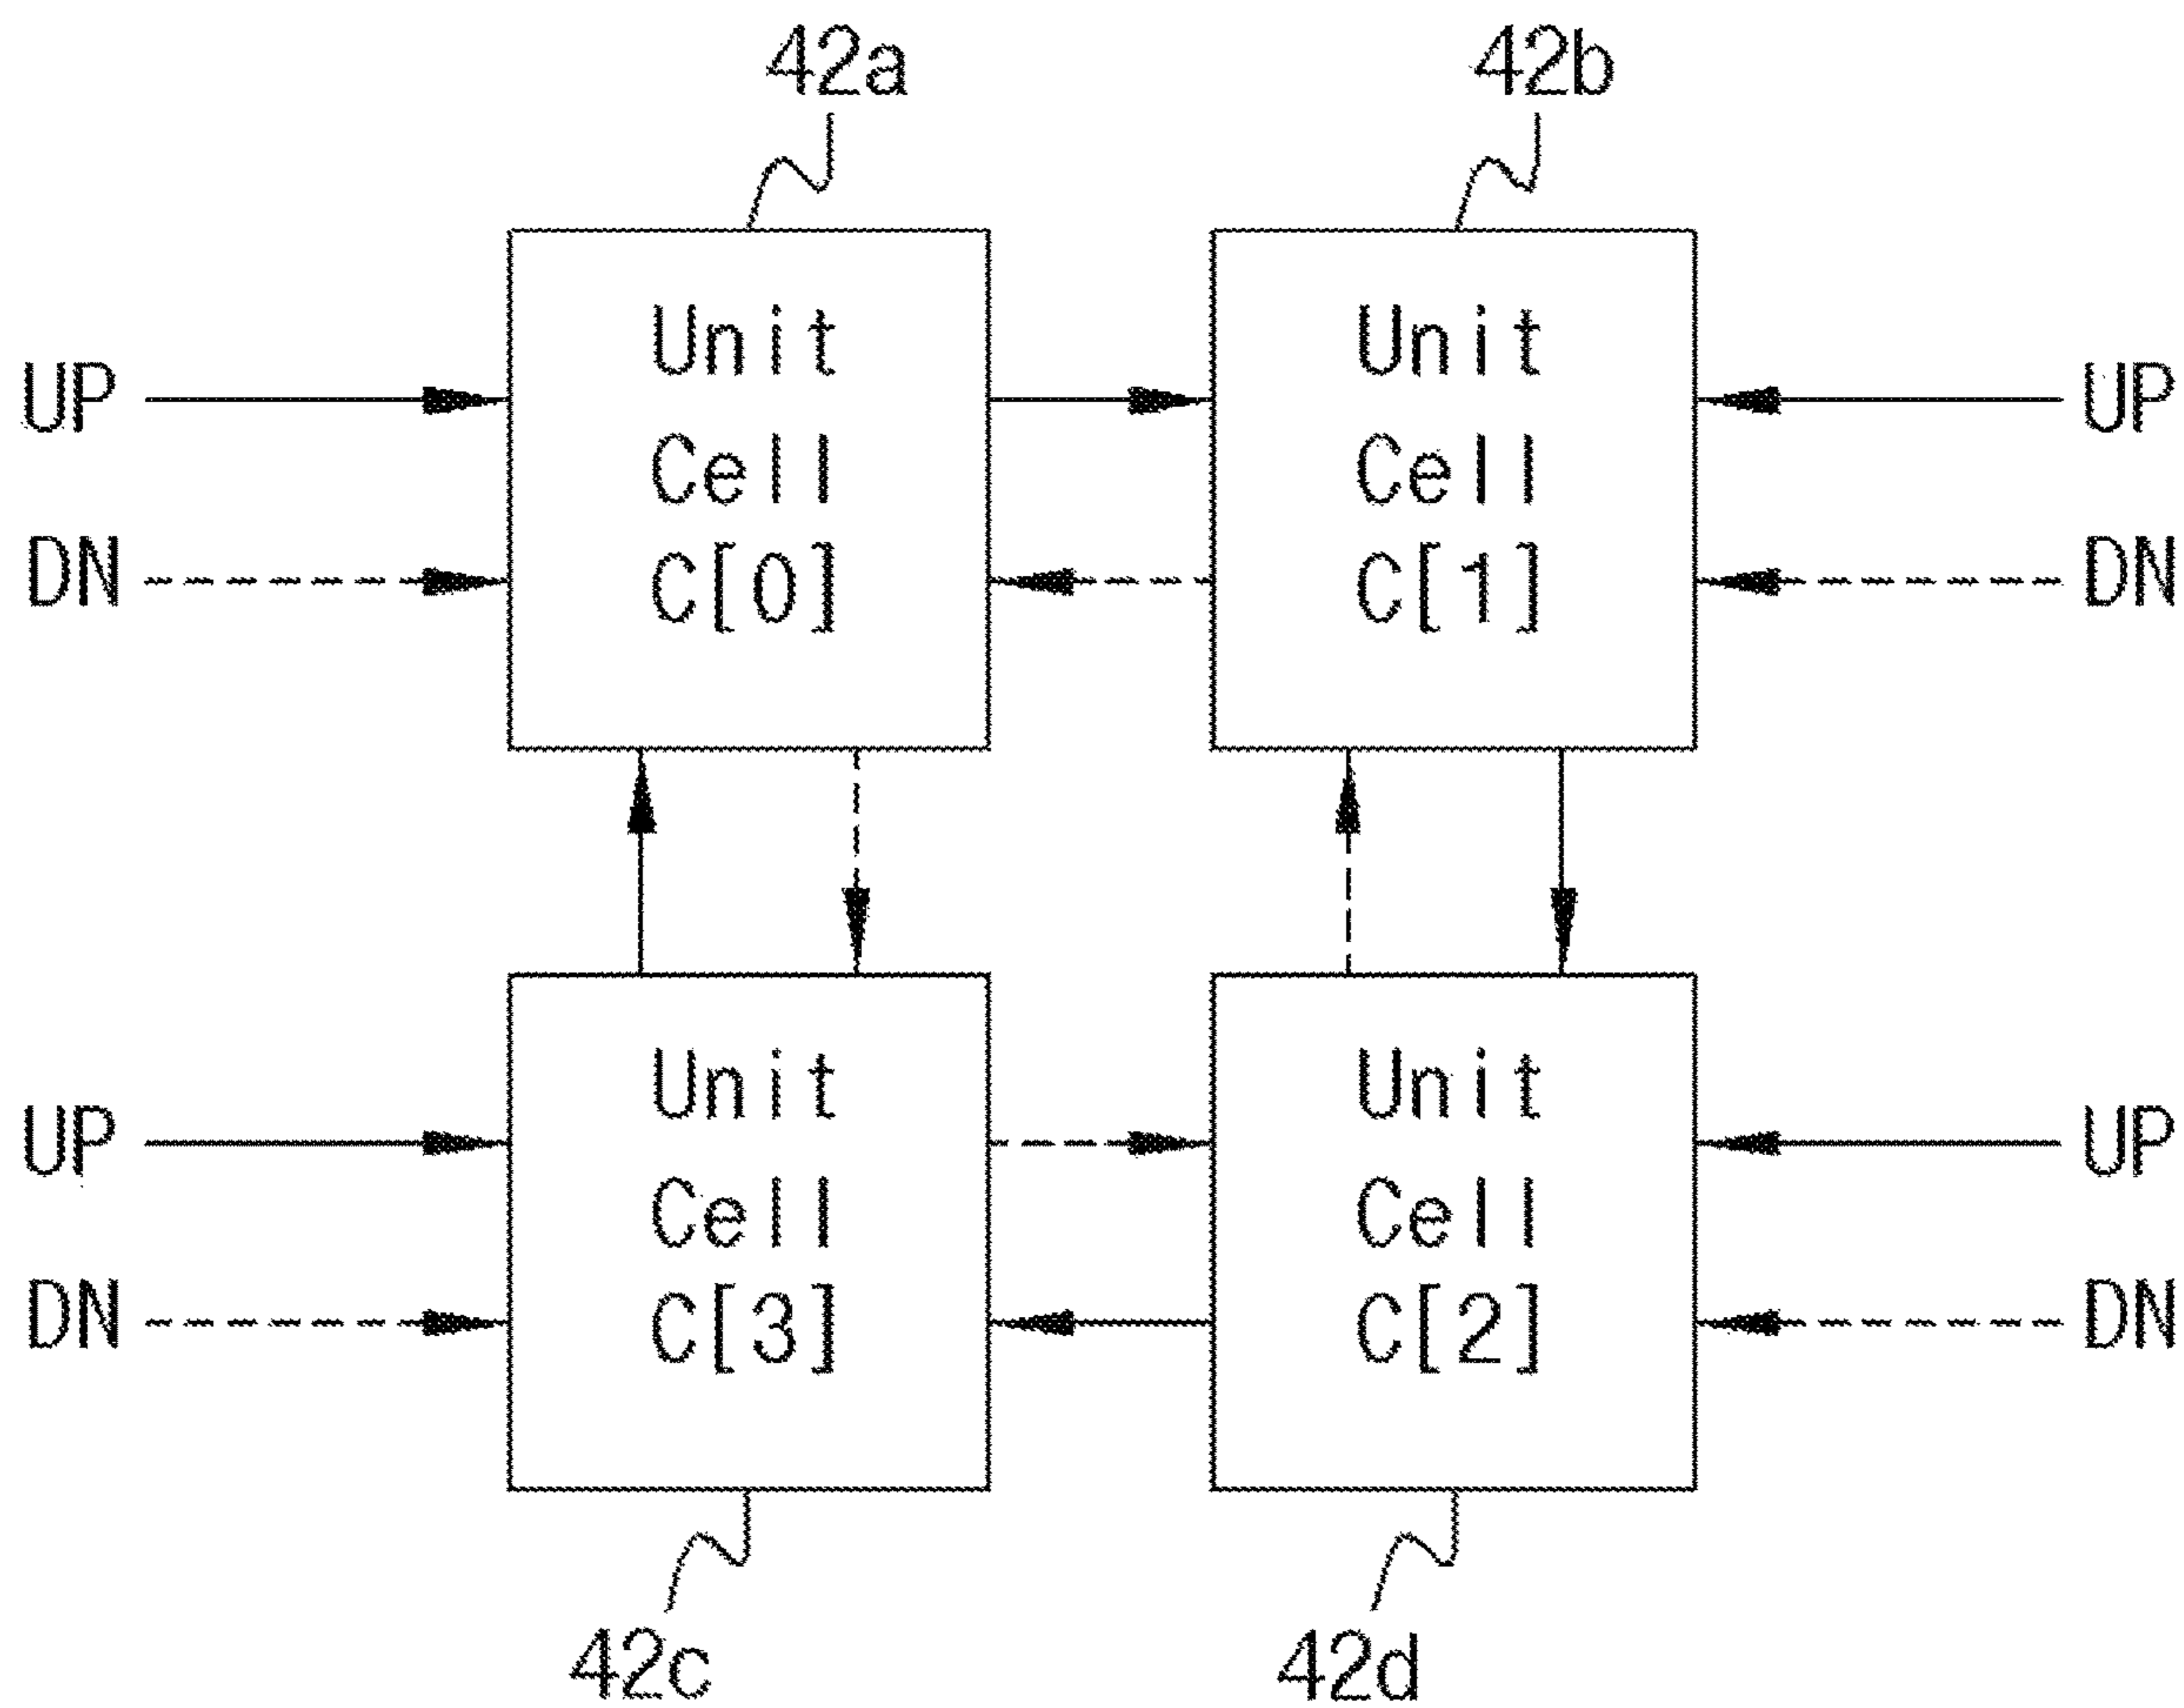 42a
42b
Unit
Cell
C[0]
Unit
Cell
C[1]
UP
DN
UP
DN
Unit
Cell
C[3]
Unit
Cell
C[2]
UP
DN
UP
DN
42c
42d